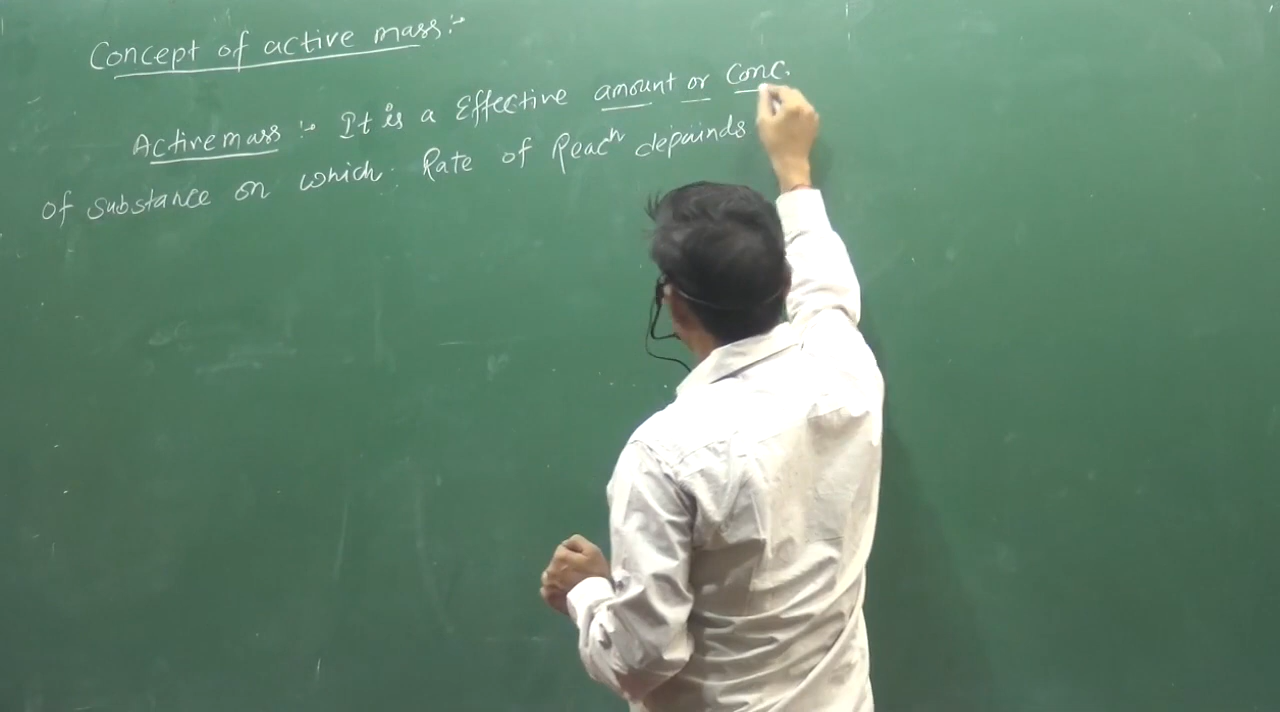 Concept of active mass :-
Active mass :- It is a Effective amount or Conc.
of substance on which Rate of Reacⁿ depainds